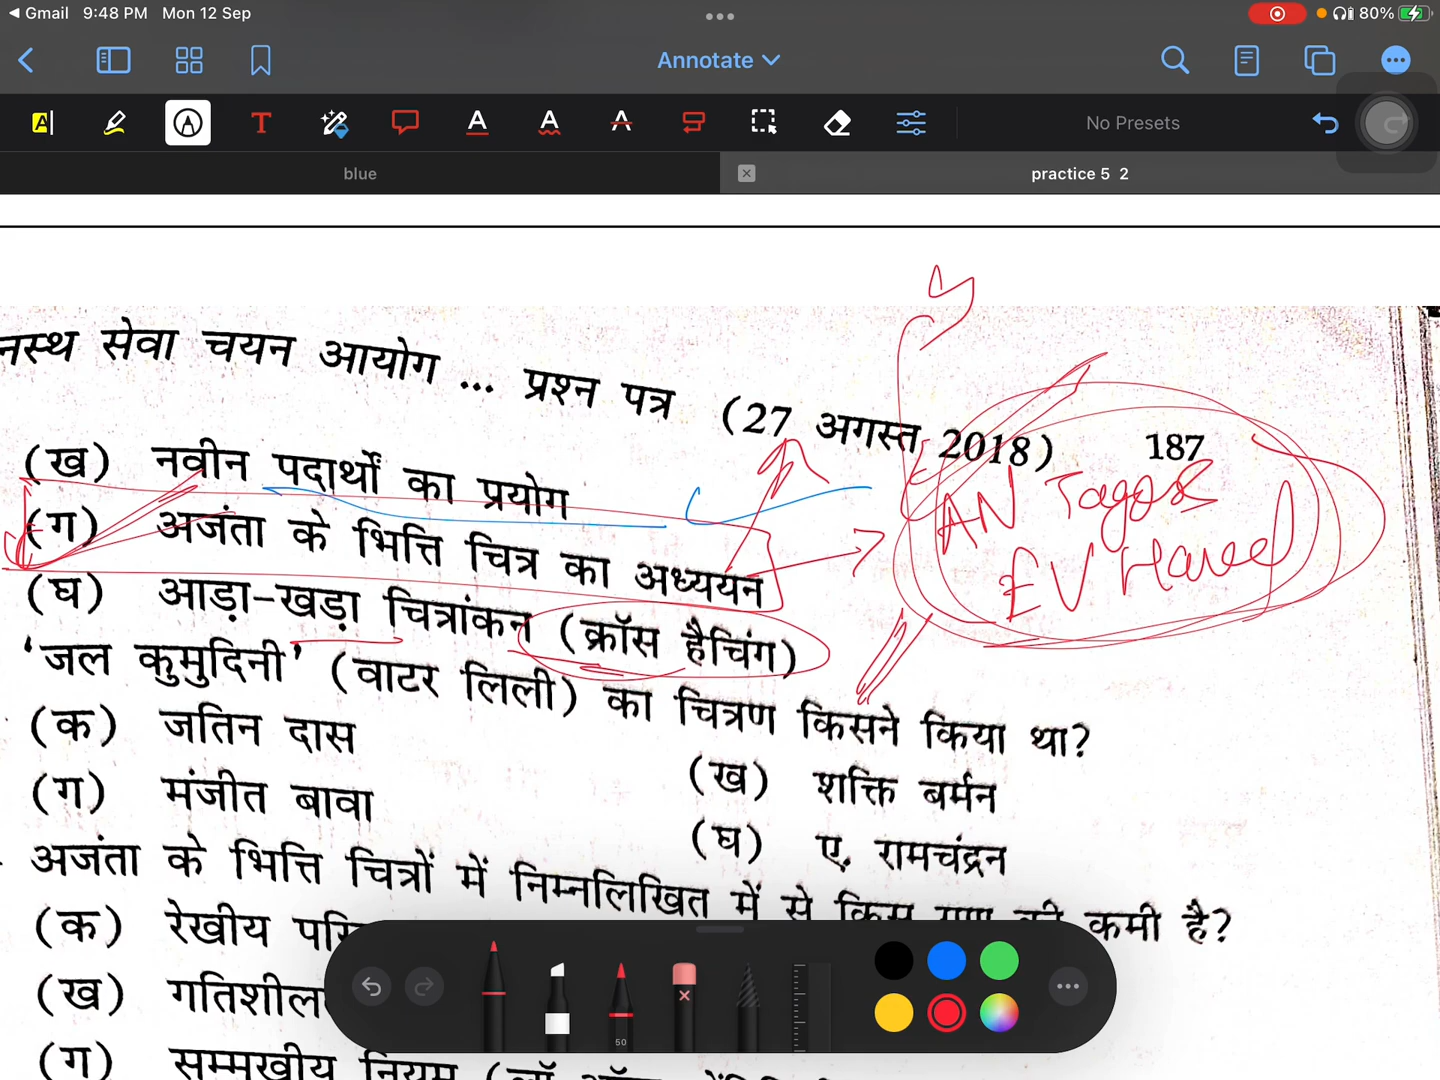 Gmail 9:48 PM Mon 12 Sep 80%
Annotate
No Presets
blue
practice 5 2
नस्थ सेवा चयन आयोग ... प्रश्न पत्र (27 अगस्त 2018) 187
(ख) नवीन पदार्थों का प्रयोग
AN Tagore
(ग) अजंता के भित्ति चित्र का अध्ययन
EV Havel
(घ) आड़ा-खड़ा चित्रांकन (क्रॉस हैचिंग)
'जल कुमुदिनी' (वाटर लिली) का चित्रण किसने किया था?
(क) जतिन दास
(ख) शक्ति बर्मन
(ग) मंजीत बावा
(घ) ए. रामचंद्रन
अजंता के भित्ति चित्रों में निम्नलिखित में से किस गुण की कमी है?
(क) रेखीय
(ख) गतिशील
(ग) सम्मुखीय नियम
50